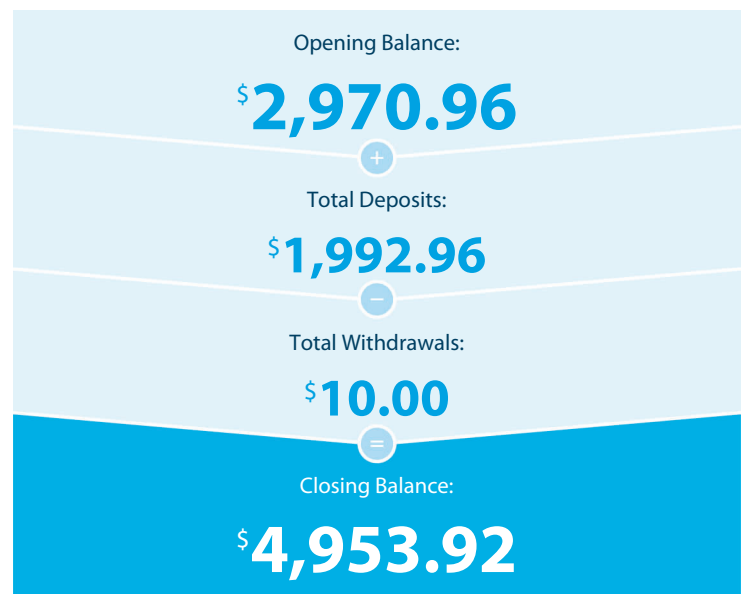 Opening Balance:
$2,970.96
+
Total Deposits:
$1,992.96
−
Total Withdrawals:
$10.00
=
Closing Balance:
$4,953.92